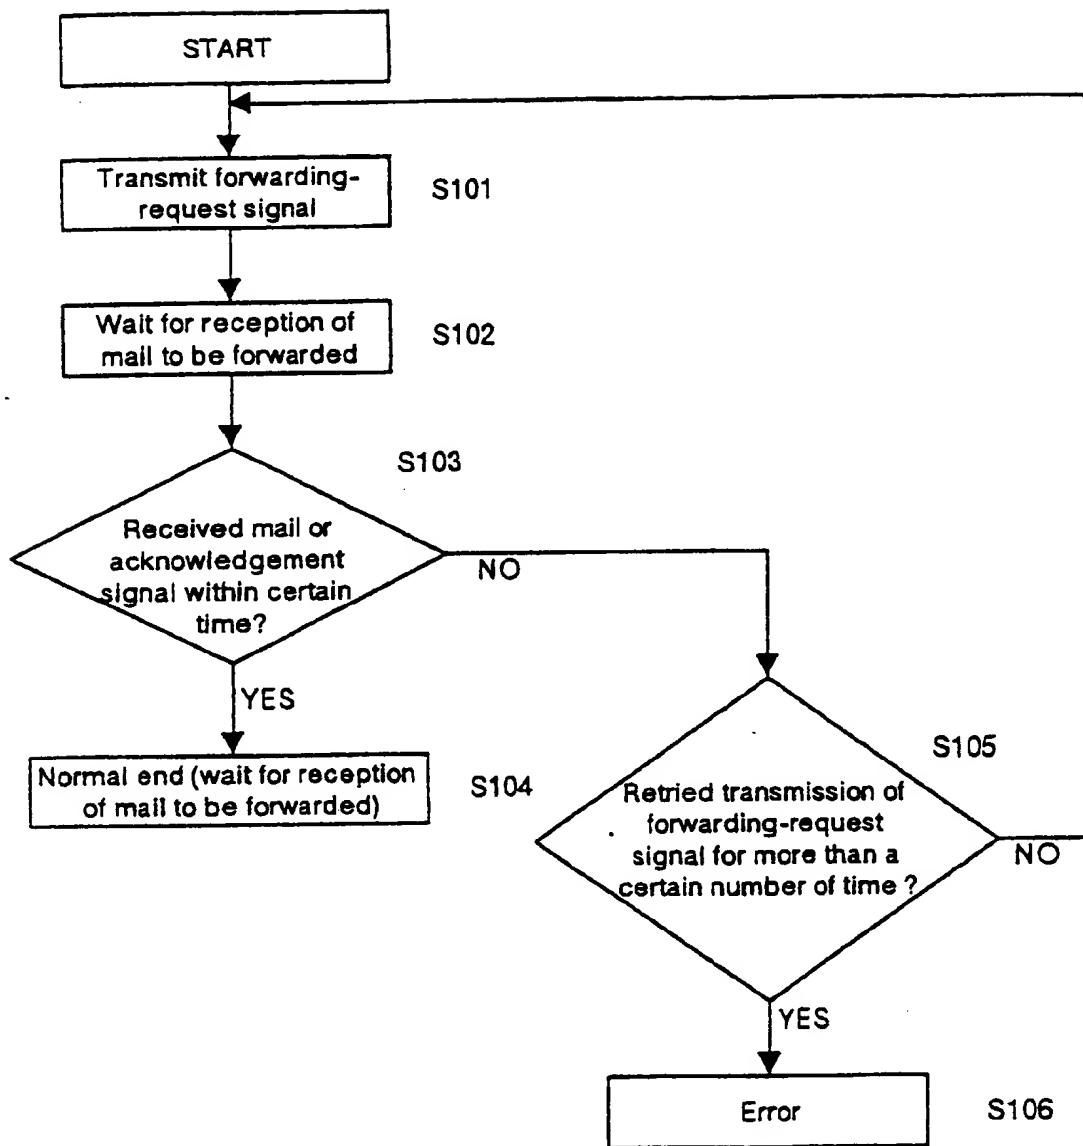 START
Transmit forwarding-
request signal
S101
Wait for reception of
mail to be forwarded
S102
S103
Received mail or
acknowledgement
signal within certain
time?
NO
YES
Normal end (wait for reception
of mail to be forwarded)
S104
S105
Retried transmission of
forwarding-request
signal for more than a
certain number of time ?
NO
YES
Error
S106